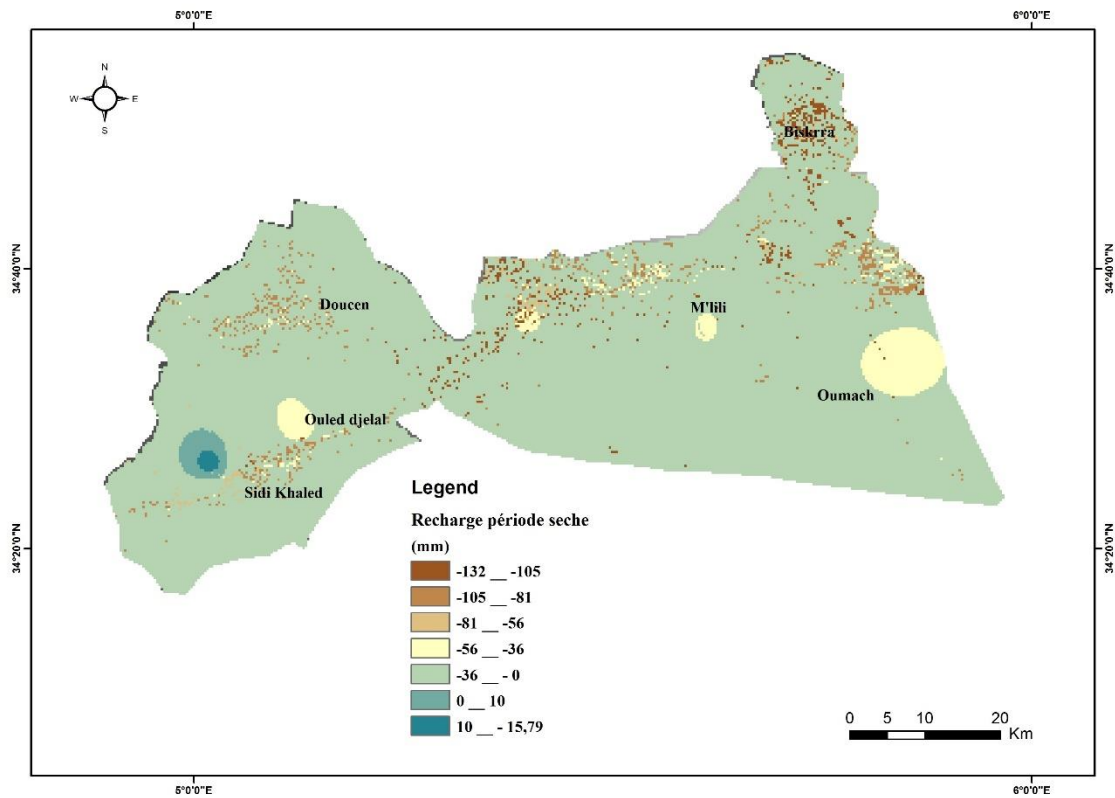 5°0'0"E
6°0'0"E
N
W
E
S
Biskrra
34°40'0"N
34°40'0"N
Doucen
M'lili
Oumach
Ouled djelal
Sidi Khaled
Legend
Recharge période seche
(mm)
-132 __ -105
-105 __ -81
-81 __ -56
-56 __ -36
-36 __ - 0
0 __ 10
10 __ - 15,79
34°20'0"N
34°20'0"N
0 5 10 20
Km
5°0'0"E
6°0'0"E